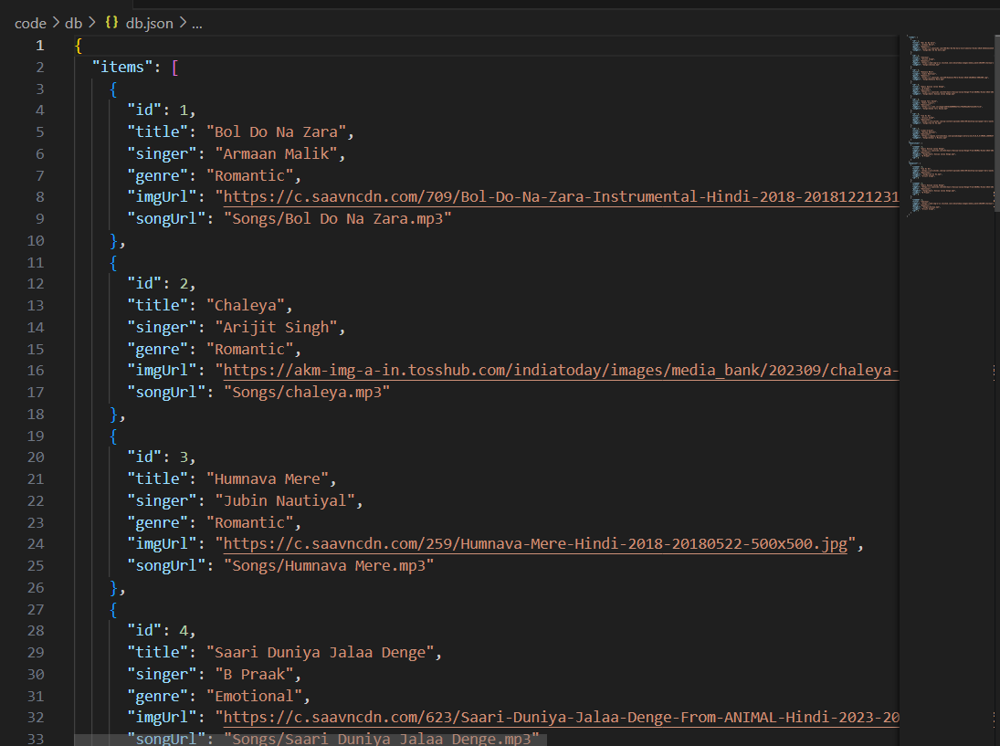 code > db > {} db.json > ...
1 {
2 "items": [
3 {
4 "id": 1,
5 "title": "Bol Do Na Zara",
6 "singer": "Armaan Malik",
7 "genre": "Romantic",
8 "imgUrl": "https://c.saavncdn.com/709/Bol-Do-Na-Zara-Instrumental-Hindi-2018-20181221231
9 "songUrl": "Songs/Bol Do Na Zara.mp3"
10 },
11 {
12 "id": 2,
13 "title": "Chaleya",
14 "singer": "Arijit Singh",
15 "genre": "Romantic",
16 "imgUrl": "https://akm-img-a-in.tosshub.com/indiatoday/images/media_bank/202309/chaleya-
17 "songUrl": "Songs/chaleya.mp3"
18 },
19 {
20 "id": 3,
21 "title": "Humnava Mere",
22 "singer": "Jubin Nautiyal",
23 "genre": "Romantic",
24 "imgUrl": "https://c.saavncdn.com/259/Humnava-Mere-Hindi-2018-20180522-500x500.jpg",
25 "songUrl": "Songs/Humnava Mere.mp3"
26 },
27 {
28 "id": 4,
29 "title": "Saari Duniya Jalaa Denge",
30 "singer": "B Praak",
31 "genre": "Emotional",
32 "imgUrl": "https://c.saavncdn.com/623/Saari-Duniya-Jalaa-Denge-From-ANIMAL-Hindi-2023-20
33 "songUrl": "Songs/Saari Duniya Jalaa Denge.mp3"